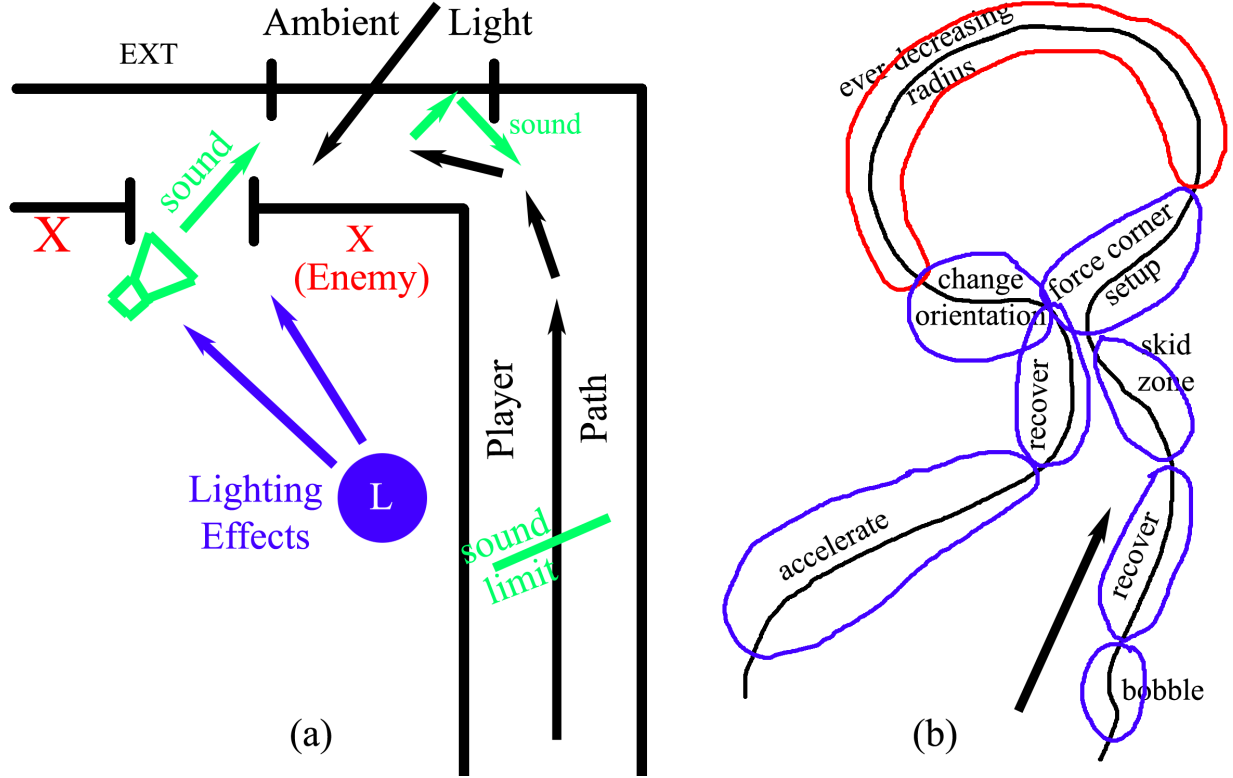 Ambient Light
EXT
sound
sound
X
X
(Enemy)
Player
Path
Lighting
Effects
L
sound
limit
(a)
ever decreasing
radius
force corner
setup
change
orientation
skid
zone
recover
accelerate
recover
bobble
(b)